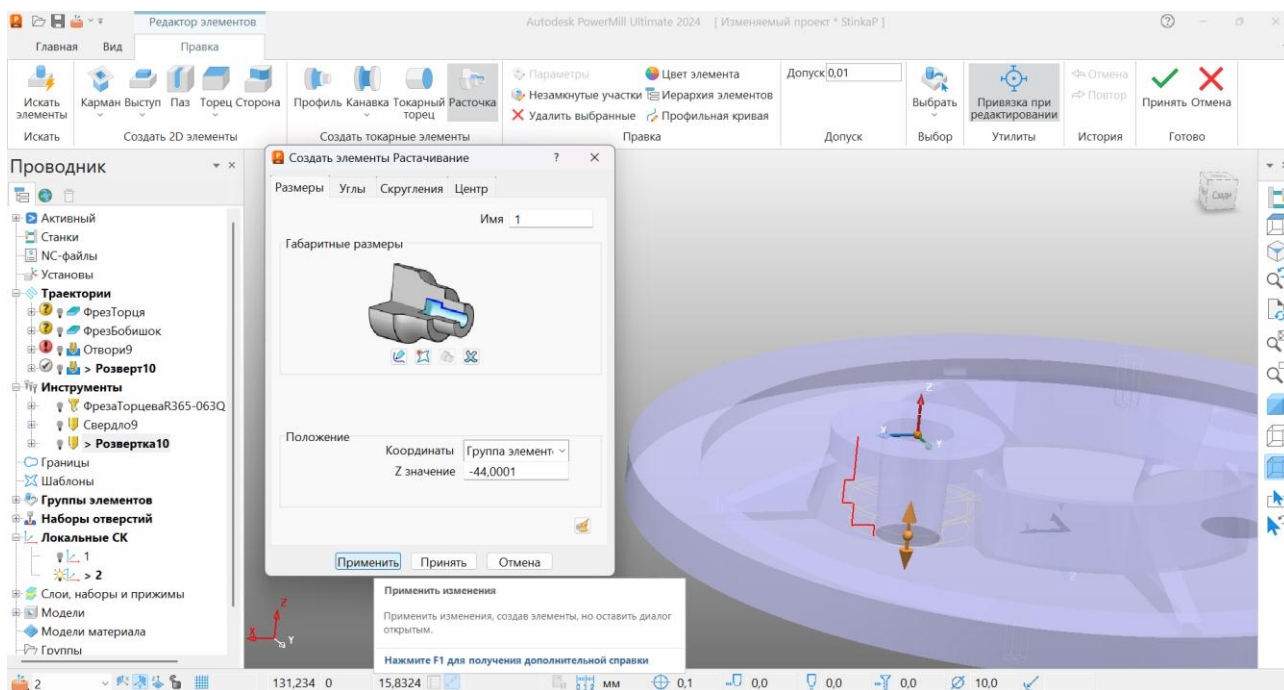 Редактор элементов
Autodesk PowerMill Ultimate 2024 [ Изменяемый проект * StinkaP ]
Главная Вид Правка
Параметры Цвет элемента Допуск 0,01 Отмена
Незамкнутые участки Иерархия элементов Повтор
Искать элементы Карман Выступ Паз Торец Сторона Профиль Канавка Токарный торец Расточка Удалить выбранные Профильная кривая Выбрать Привязка при редактировании Принять Отмена
Искать Создать 2D элементы Создать токарные элементы Правка Допуск Выбор Утилиты История Готово
Проводник
Активный
Станки
NC-файлы
Установы
Траектории
ФрезТорця
ФрезБобишок
Отвори9
> Розверт10
Инструменты
ФрезаТорцеваR365-063Q
Свердло9
> Розвертка10
Границы
Шаблоны
Группы элементов
Наборы отверстий
Локальные СК
1
> 2
Слои, наборы и прижимы
Модели
Модели материала
Группы
Создать элементы Растачивание ? ×
Размеры Углы Скругления Центр
Имя 1
Габаритные размеры
Положение
Координаты Группа элемент
Z значение -44,0001
Применить Принять Отмена
Применить изменения
Применить изменения, создав элементы, но оставить диалог
открытым.
Нажмите F1 для получения дополнительной справки
Z
X
Y
Z
2 131,234 0 15,8324 мм 0,1 0,0 0,0 0,0 10,0